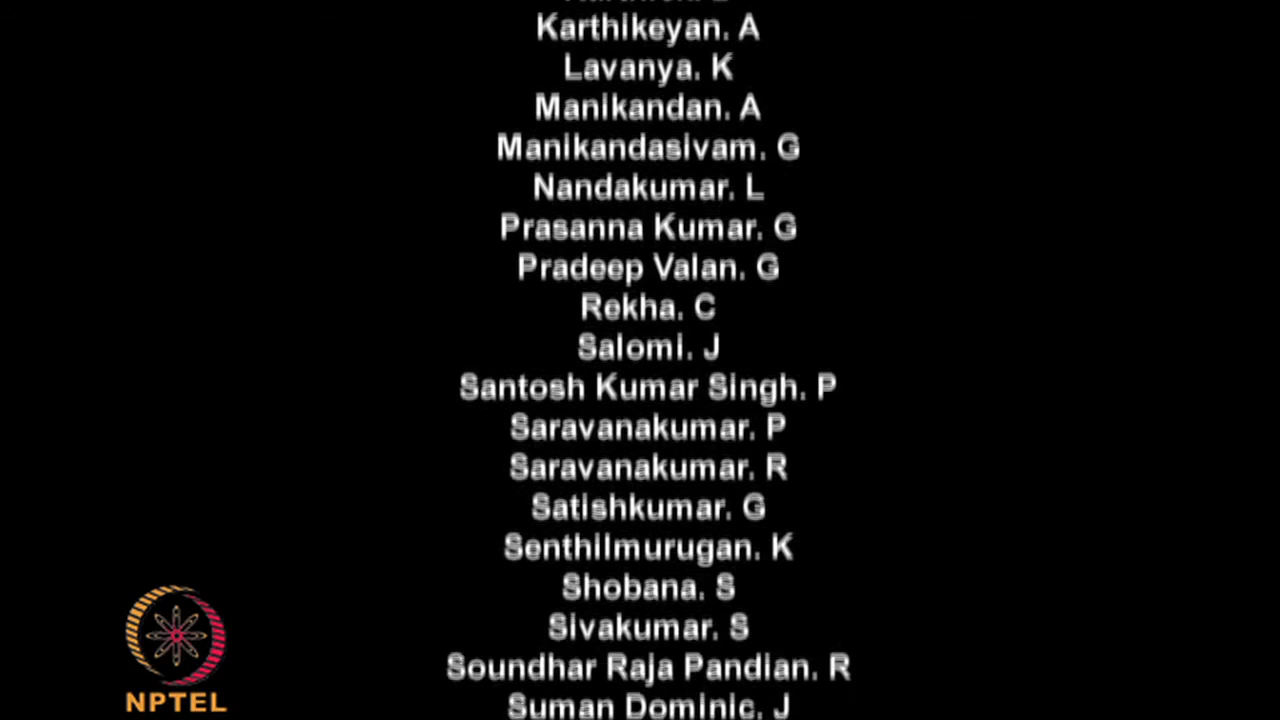 Karthikeyan. A
Lavanya. K
Manikandan. A
Manikandasivam. G
Nandakumar. L
Prasanna Kumar. G
Pradeep Valan. G
Rekha. C
Salomi. J
Santosh Kumar Singh. P
Saravanakumar. P
Saravanakumar. R
Satishkumar. G
Senthilmurugan. K
Shobana. S
Sivakumar. S
Soundhar Raja Pandian. R
Suman Dominic. J
NPTEL